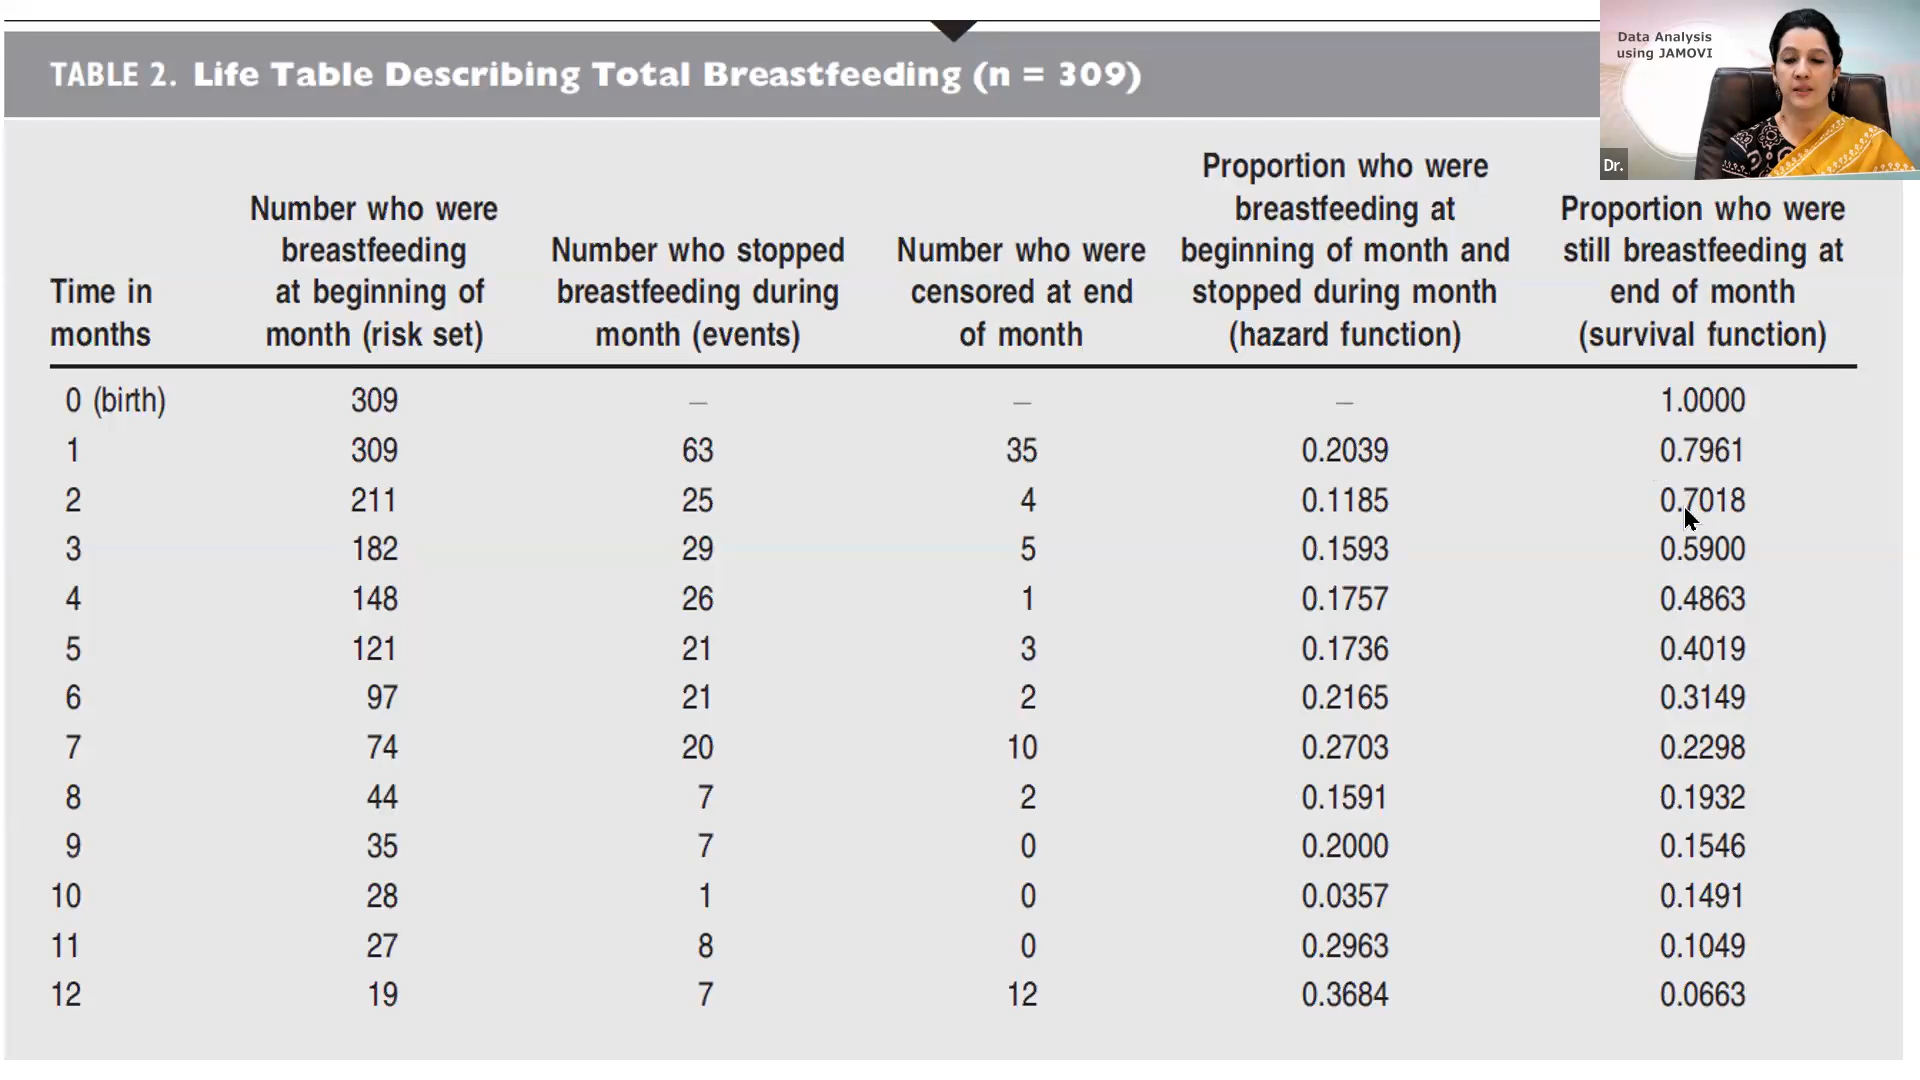 TABLE 2. Life Table Describing Total Breastfeeding (n = 309)
Data Analysis
using JAMOVI
Dr.
Time in
months
Number who were
breastfeeding
at beginning of
month (risk set)
Number who stopped
breastfeeding during
month (events)
Number who were
censored at end
of month
Proportion who were
breastfeeding at
beginning of month and
stopped during month
(hazard function)
Proportion who were
still breastfeeding at
end of month
(survival function)
0 (birth) 309 – – – 1.0000
1 309 63 35 0.2039 0.7961
2 211 25 4 0.1185 0.7018
3 182 29 5 0.1593 0.5900
4 148 26 1 0.1757 0.4863
5 121 21 3 0.1736 0.4019
6 97 21 2 0.2165 0.3149
7 74 20 10 0.2703 0.2298
8 44 7 2 0.1591 0.1932
9 35 7 0 0.2000 0.1546
10 28 1 0 0.0357 0.1491
11 27 8 0 0.2963 0.1049
12 19 7 12 0.3684 0.0663